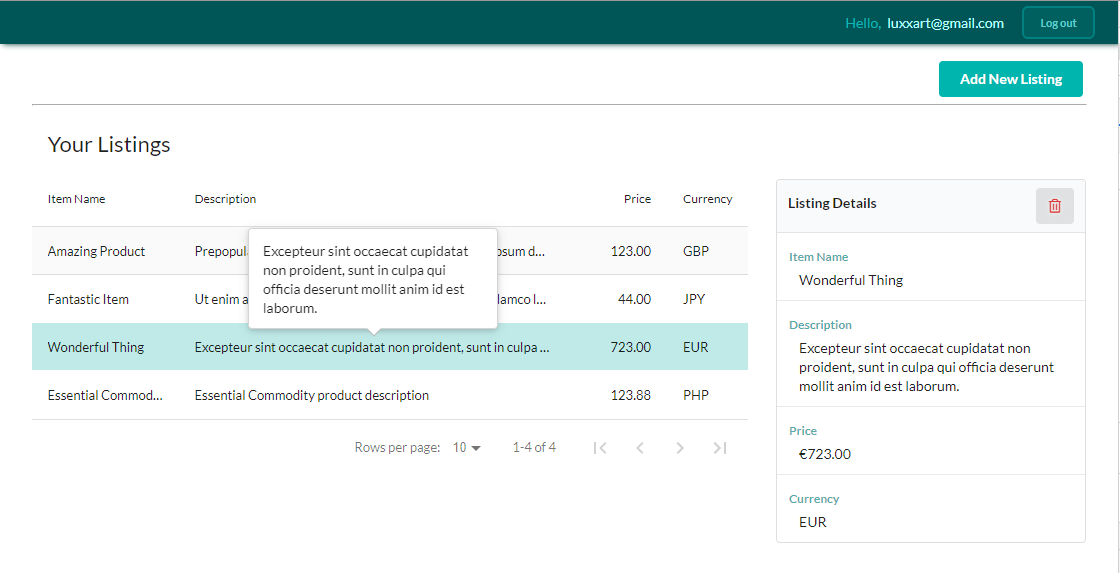 Hello, luxxart@gmail.com Log out
Add New Listing
Your Listings
Item Name Description Price Currency
Amazing Product Prepopul psum d... 123.00 GBP
Fantastic Item Ut enim a lamco l... 44.00 JPY
Excepteur sint occaecat cupidatat
non proident, sunt in culpa qui
officia deserunt mollit anim id est
laborum.
Wonderful Thing Excepteur sint occaecat cupidatat non proident, sunt in culpa ... 723.00 EUR
Essential Commod... Essential Commodity product description 123.88 PHP
Rows per page: 10 1-4 of 4
Listing Details
Item Name
Wonderful Thing
Description
Excepteur sint occaecat cupidatat non
proident, sunt in culpa qui officia deserunt
mollit anim id est laborum.
Price
€723.00
Currency
EUR